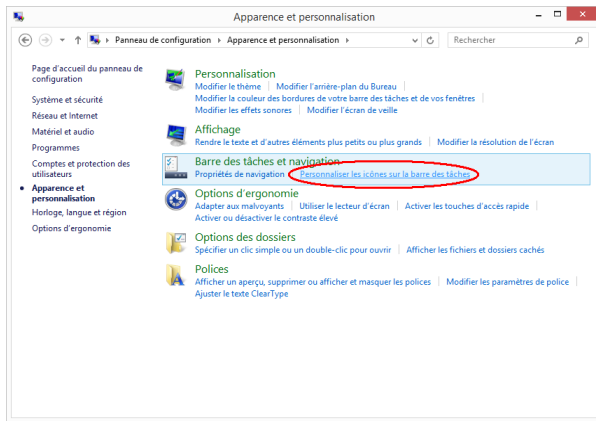 Apparence et personnalisation
Panneau de configuration ▸ Apparence et personnalisation ▸
Rechercher
Page d'accueil du panneau de
configuration
Système et sécurité
Réseau et Internet
Matériel et audio
Programmes
Comptes et protection des
utilisateurs
Apparence et
personnalisation
Horloge, langue et région
Options d'ergonomie
Personnalisation
Modifier le thème | Modifier l'arrière-plan du Bureau
Modifier la couleur des bordures de votre barre des tâches et de vos fenêtres
Modifier les effets sonores | Modifier l'écran de veille
Affichage
Rendre le texte et d'autres éléments plus petits ou plus grands | Modifier la résolution de l'écran
Barre des tâches et navigation
Propriétés de navigation | Personnaliser les icônes sur la barre des tâches
Options d'ergonomie
Adapter aux malvoyants | Utiliser le lecteur d'écran | Activer les touches d'accès rapide
Activer ou désactiver le contraste élevé
Options des dossiers
Spécifier un clic simple ou un double-clic pour ouvrir | Afficher les fichiers et dossiers cachés
Polices
Afficher un aperçu, supprimer ou afficher et masquer les polices | Modifier les paramètres de police
Ajuster le texte ClearType